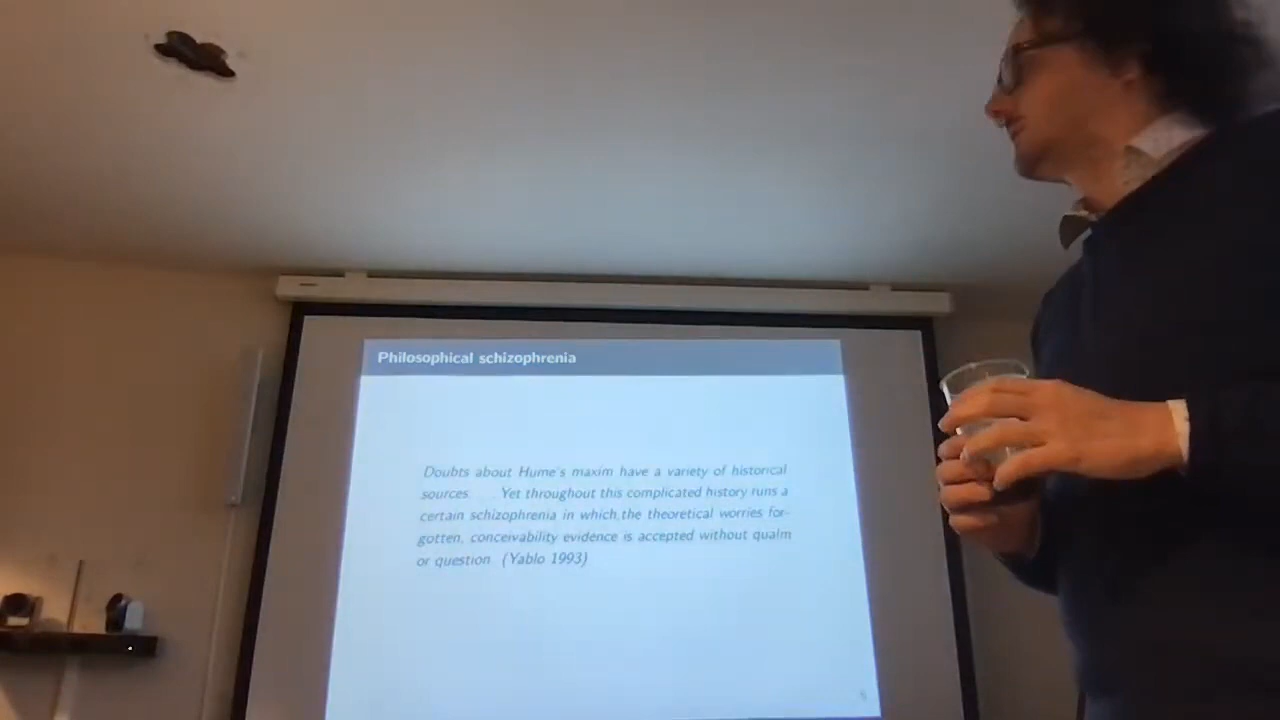 Philosophical schizophrenia
Doubts about Hume's maxim have a variety of historical
sources. ... Yet throughout this complicated history runs a
certain schizophrenia in which, the theoretical worries for-
gotten, conceivability evidence is accepted without qualm
or question. (Yablo 1993)